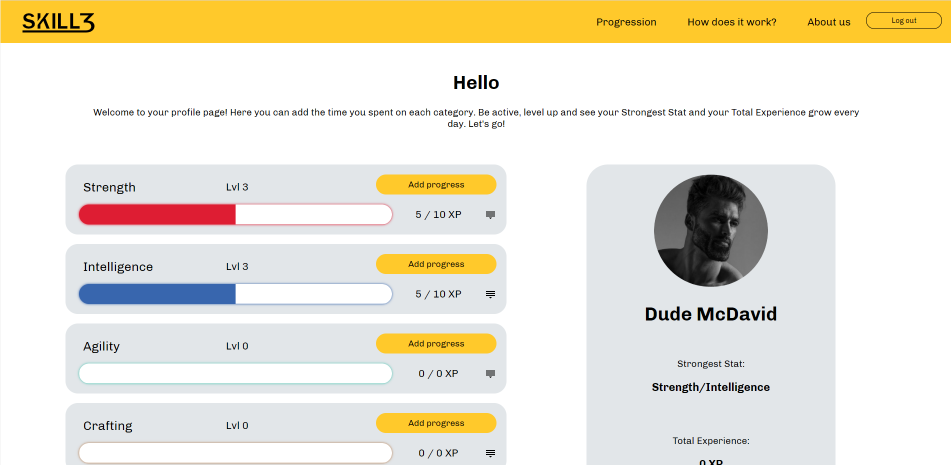 SKILL3
Progression
How does it work?
About us
Log out
Hello
Welcome to your profile page! Here you can add the time you spent on each category. Be active, level up and see your Strongest Stat and your Total Experience grow every
day. Let's go!
Strength
Lvl 3
Add progress
5 / 10 XP
Intelligence
Lvl 3
Add progress
5 / 10 XP
Agility
Lvl 0
Add progress
0 / 0 XP
Crafting
Lvl 0
Add progress
0 / 0 XP
Dude McDavid
Strongest Stat:
Strength/Intelligence
Total Experience:
0 XP